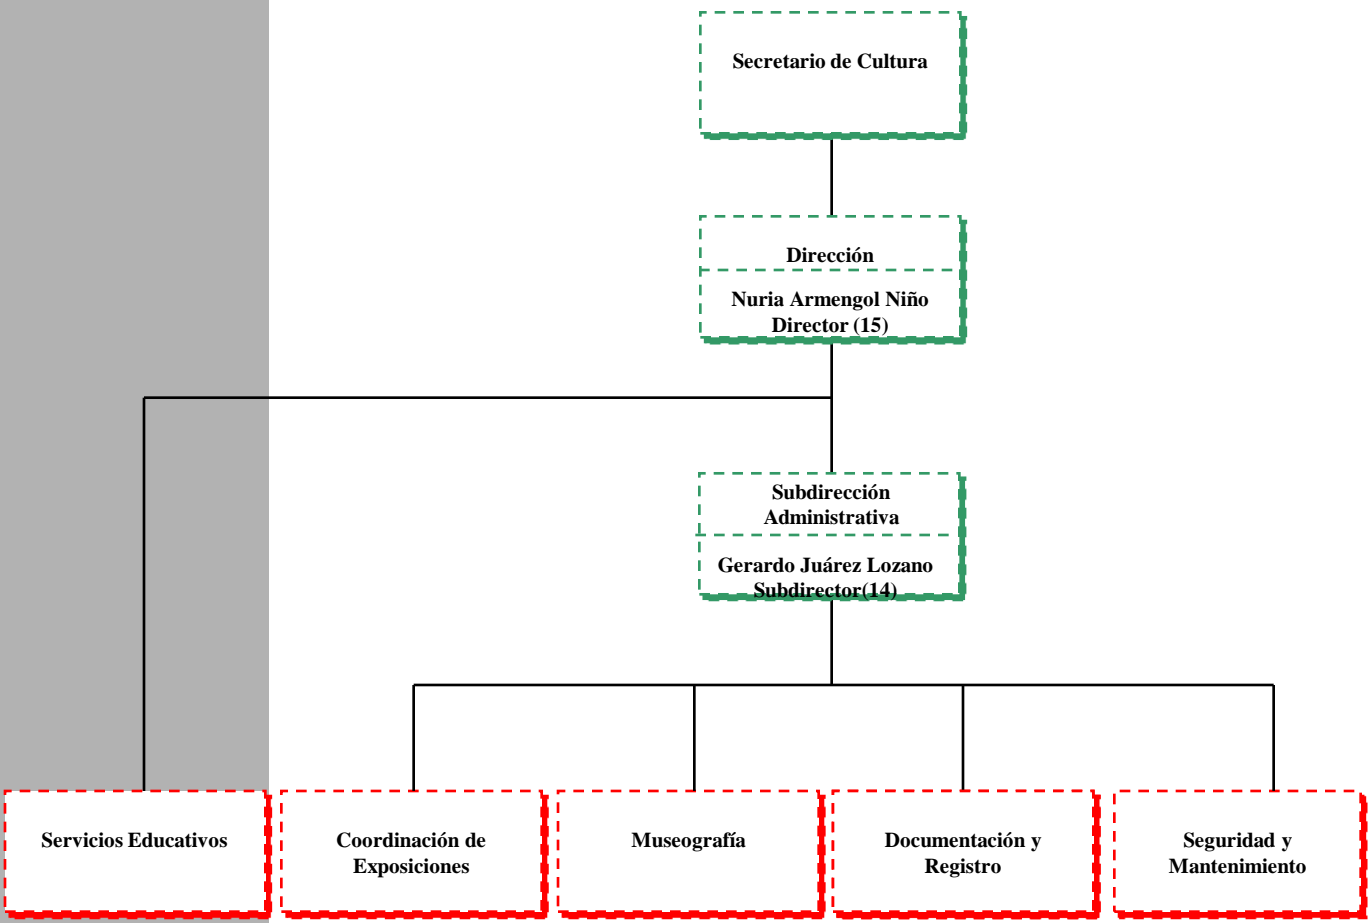 Secretario de Cultura
Dirección
Nuria Armengol Niño
Director (15)
Subdirección
Administrativa
Gerardo Juárez Lozano
Subdirector(14)
Servicios Educativos
Coordinación de
Exposiciones
Museografía
Documentación y
Registro
Seguridad y
Mantenimiento